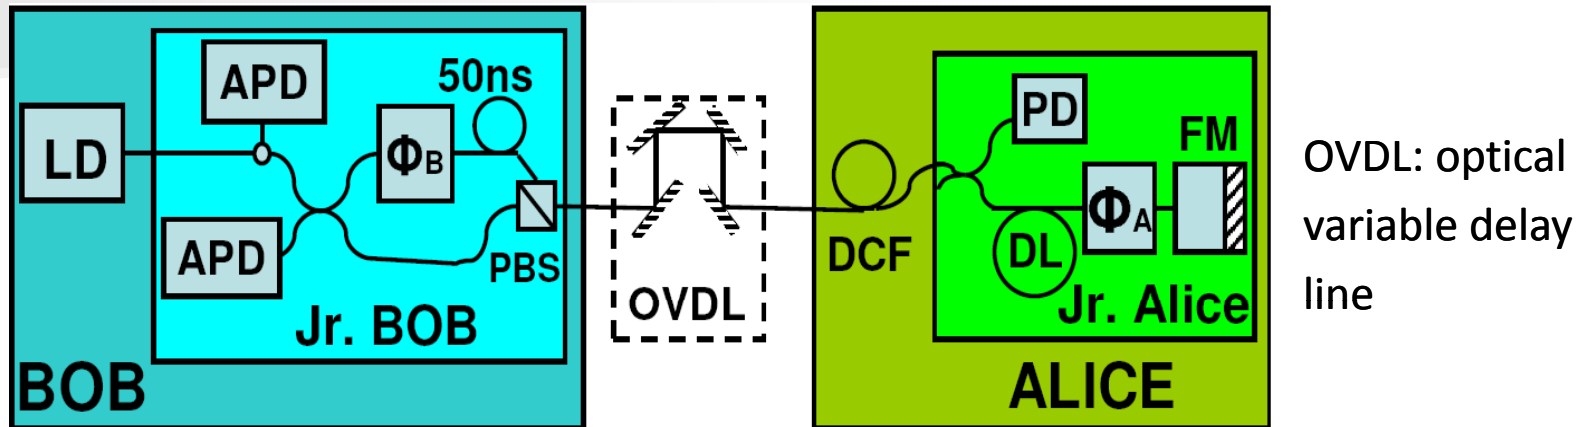 LD
APD
APD
ΦB
50ns
PBS
Jr. BOB
BOB
OVDL
DCF
PD
FM
DL
ΦA
Jr. Alice
ALICE
OVDL: optical
variable delay
line